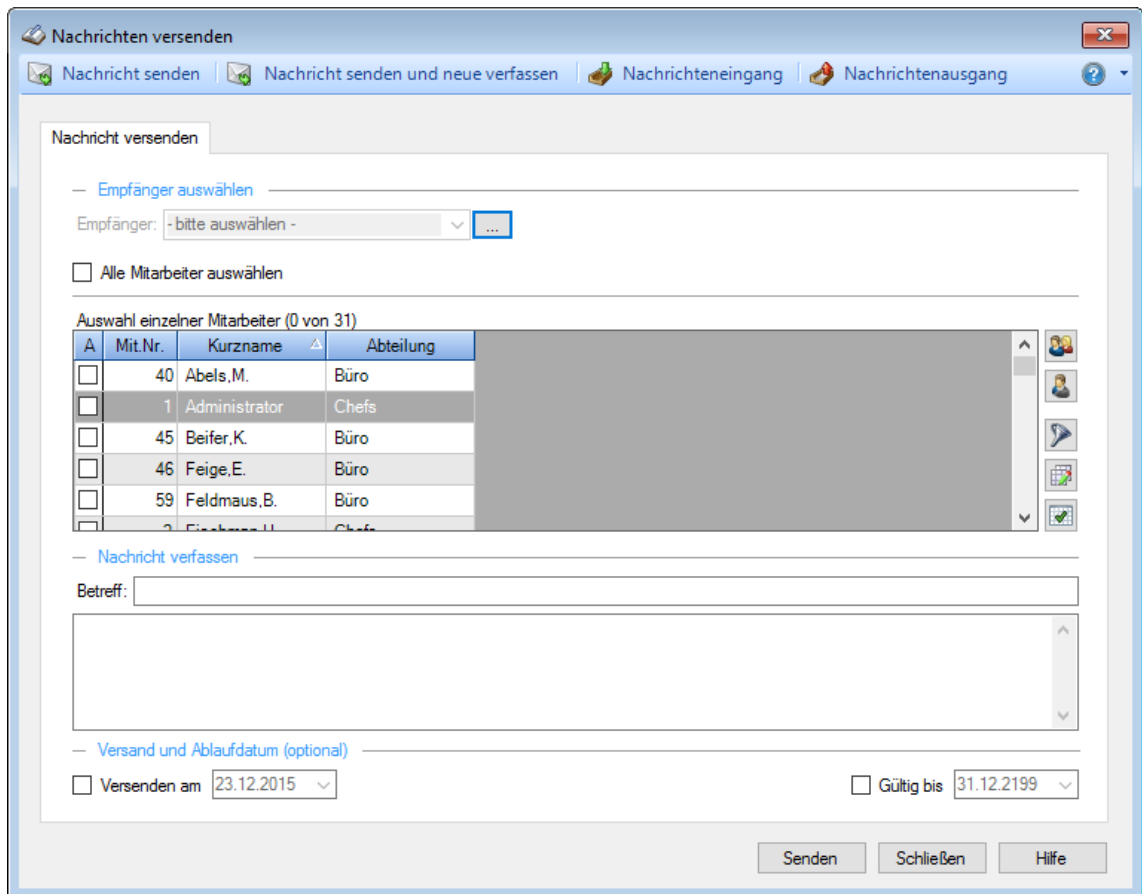 Nachrichten versenden
Nachricht senden Nachricht senden und neue verfassen Nachrichteneingang Nachrichtenausgang
Nachricht versenden
Empfänger auswählen
Empfänger: - bitte auswählen - ...
Alle Mitarbeiter auswählen
Auswahl einzelner Mitarbeiter (0 von 31)
A Mit.Nr. Kurzname Abteilung
40 Abels,M. Büro
1 Administrator Chefs
45 Beifer,K. Büro
46 Feige,E. Büro
59 Feldmaus,B. Büro
Chefs
Nachricht verfassen
Betreff:
Versand und Ablaufdatum (optional)
Versenden am 23.12.2015 Gültig bis 31.12.2199
Senden Schließen Hilfe